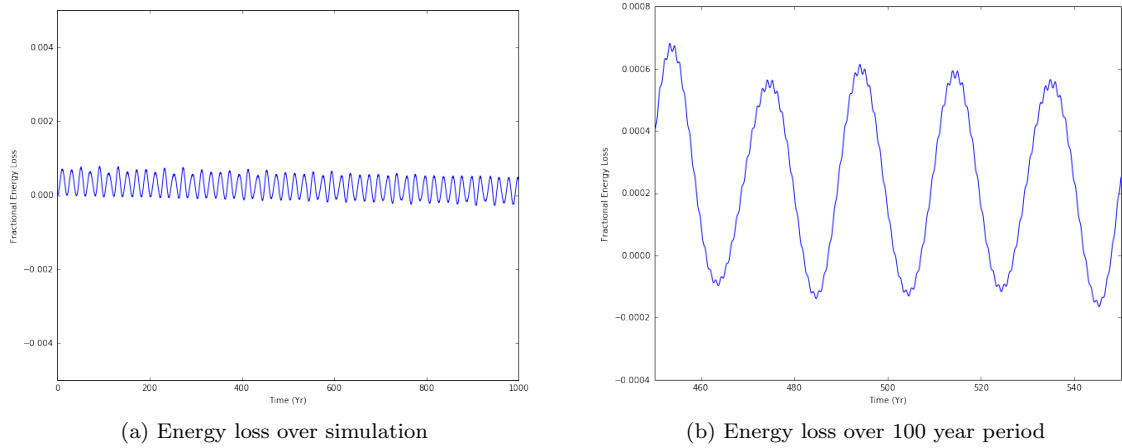 0.004
0.002
0.000
−0.002
−0.004
Fractional Energy Loss
0 200 400 600 800 1000
Time (Yr)
(a) Energy loss over simulation
0.0008
0.0006
0.0004
0.0002
0.0000
−0.0002
−0.0004
Fractional Energy Loss
460 480 500 520 540
Time (Yr)
(b) Energy loss over 100 year period